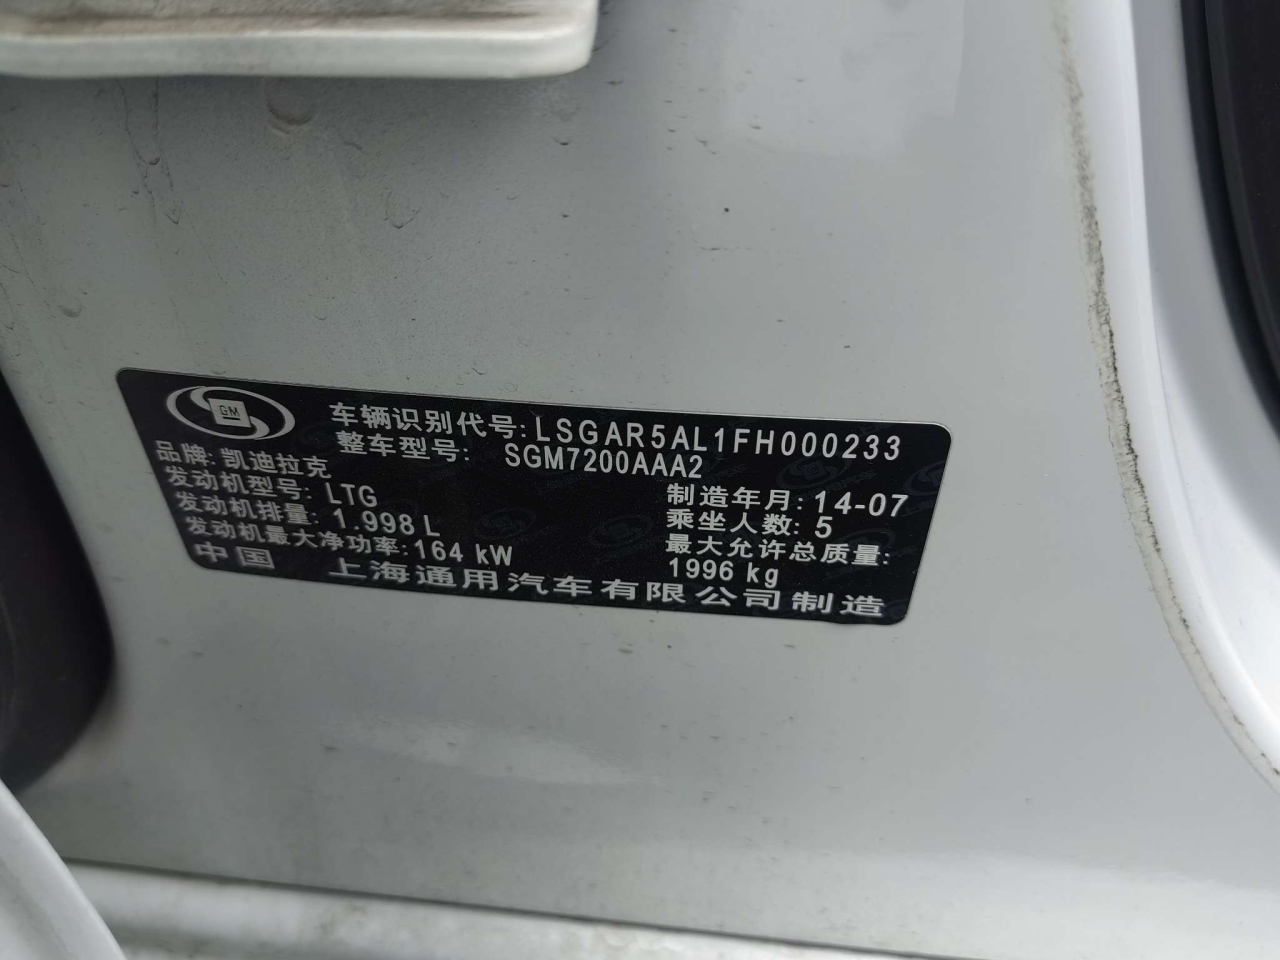 GM
车辆识别代号: LSGAR5AL1FH000233
整车型号: SGM7200AAA2
品牌: 凯迪拉克
发动机型号: LTG
制造年月: 14-07
发动机排量: 1.998 L
乘坐人数: 5
发动机最大净功率: 164 kW
最大允许总质量:
1996 kg
中国 上海通用汽车有限公司制造